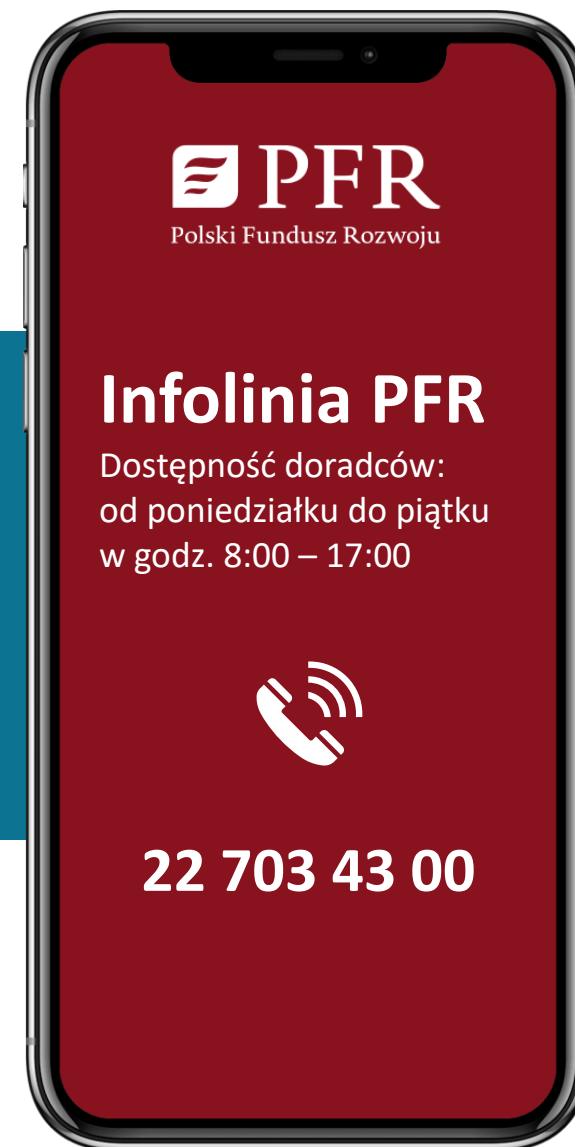 PFR
Polski Fundusz Rozwoju
Infolinia PFR
Dostępność doradców:
od poniedziałku do piątku
w godz. 8:00 – 17:00
22 703 43 00